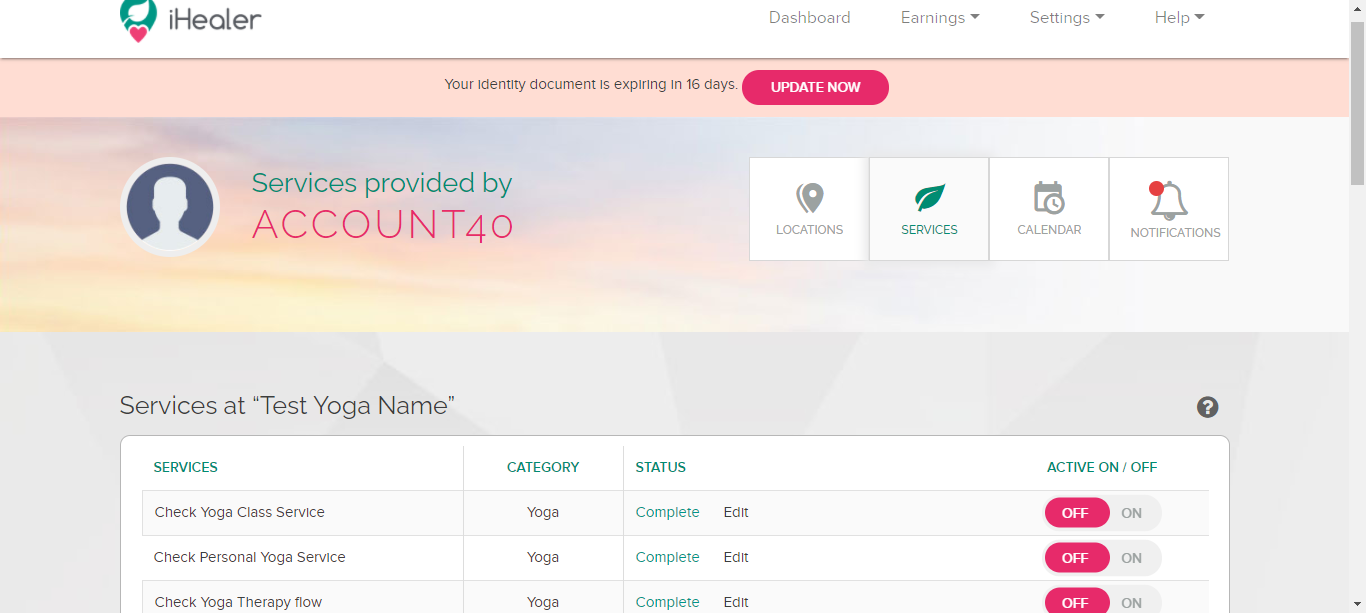 iHealer
Dashboard Earnings Settings Help
Your identity document is expiring in 16 days. UPDATE NOW
Services provided by
ACCOUNT40
LOCATIONS SERVICES CALENDAR NOTIFICATIONS
Services at “Test Yoga Name”
?
SERVICES CATEGORY STATUS ACTIVE ON / OFF
Check Yoga Class Service Yoga Complete Edit OFF ON
Check Personal Yoga Service Yoga Complete Edit OFF ON
Check Yoga Therapy flow Yoga Complete Edit OFF ON